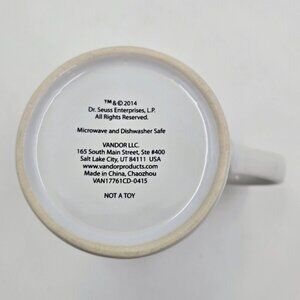 ™ & © 2014
Dr. Seuss Enterprises, L.P.
All Rights Reserved.
Microwave and Dishwasher Safe
VANDOR LLC.
165 South Main Street, Ste #400
Salt Lake City, UT 84111 USA
www.vandorproducts.com
Made in China, Chaozhou
VAN17761CD-0415
NOT A TOY